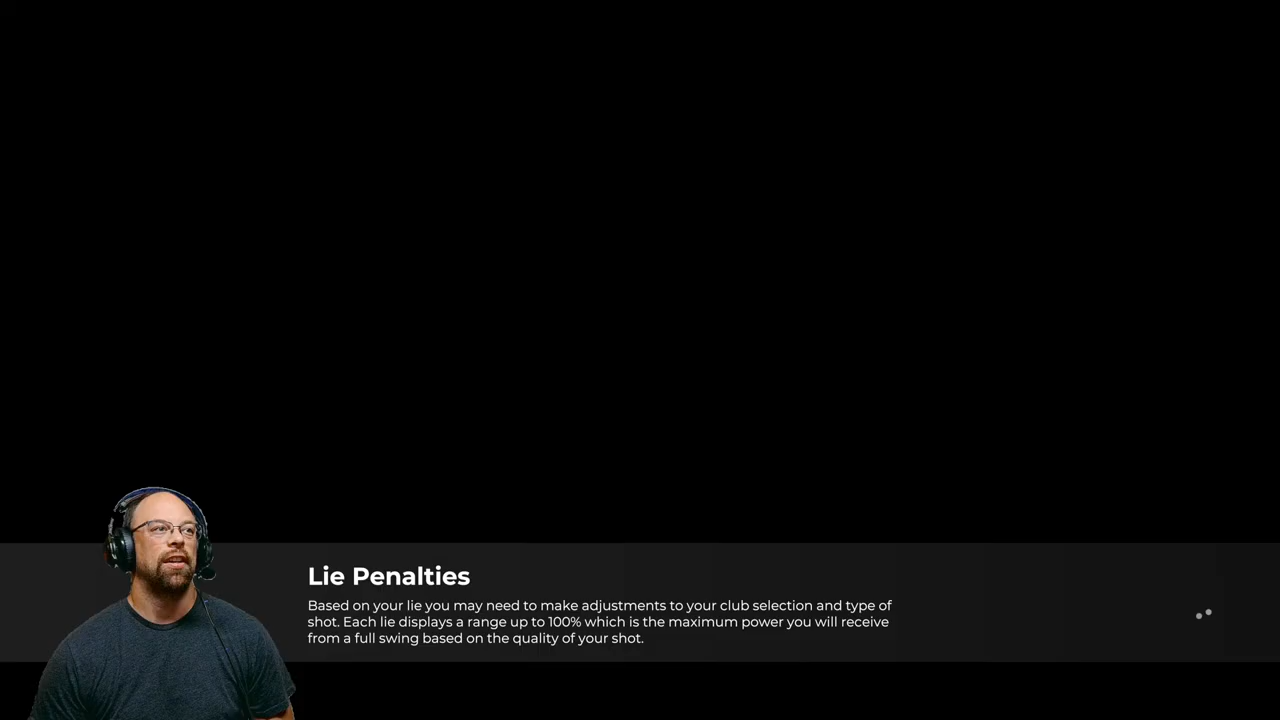 Lie Penalties
Based on your lie you may need to make adjustments to your club selection and type of
shot. Each lie displays a range up to 100% which is the maximum power you will receive
from a full swing based on the quality of your shot.